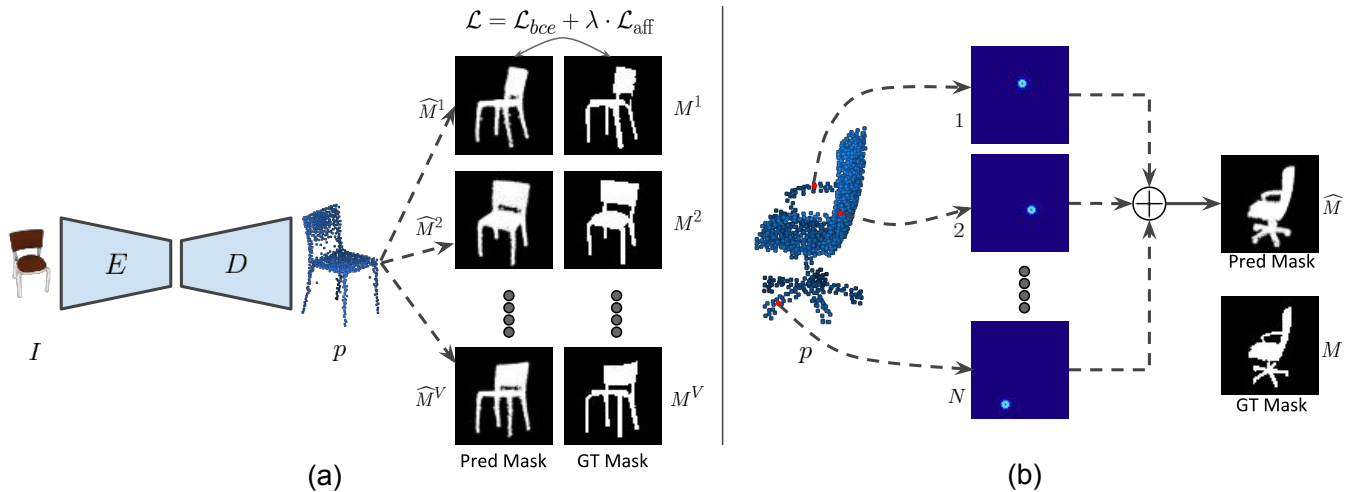 ℒ = ℒ_bce + λ · ℒ_aff
M̂¹
M¹
M̂²
M²
E
D
I
p
M̂^V
M^V
Pred Mask
GT Mask
(a)
1
2
N
p
M̂
Pred Mask
M
GT Mask
(b)